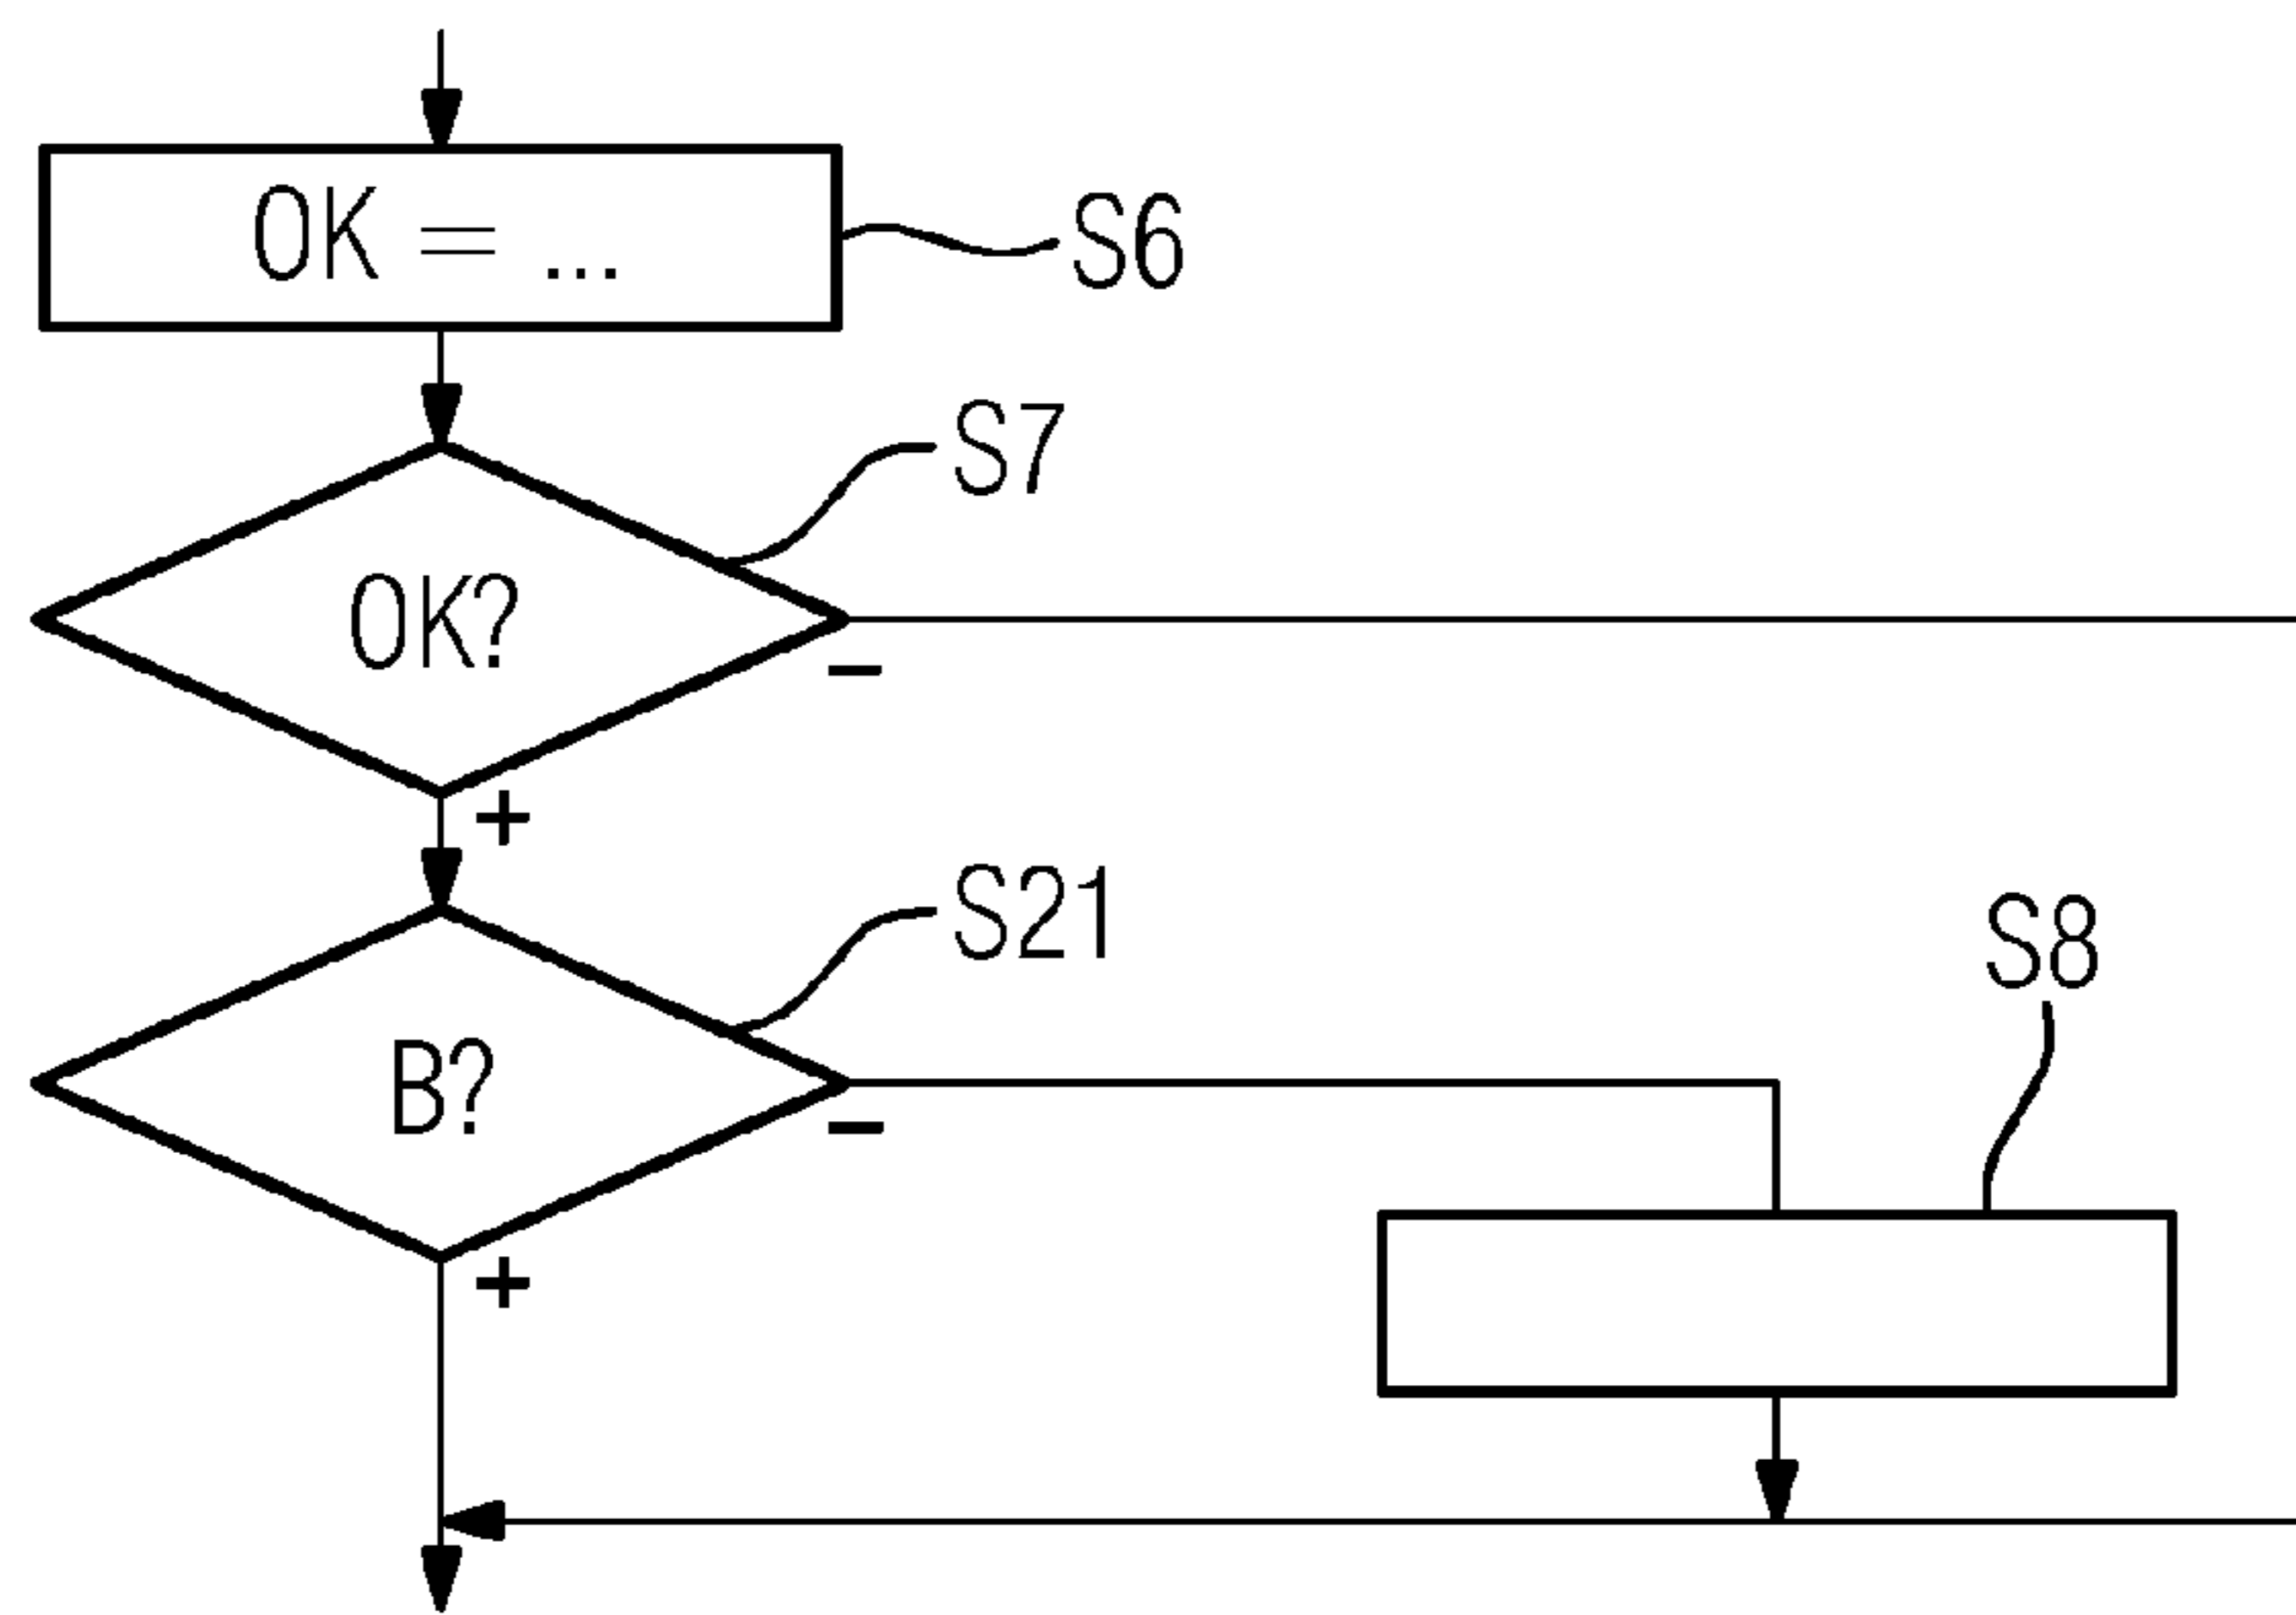 OK = ...
S6
S7
OK?
−
+
S21
S8
B?
−
+